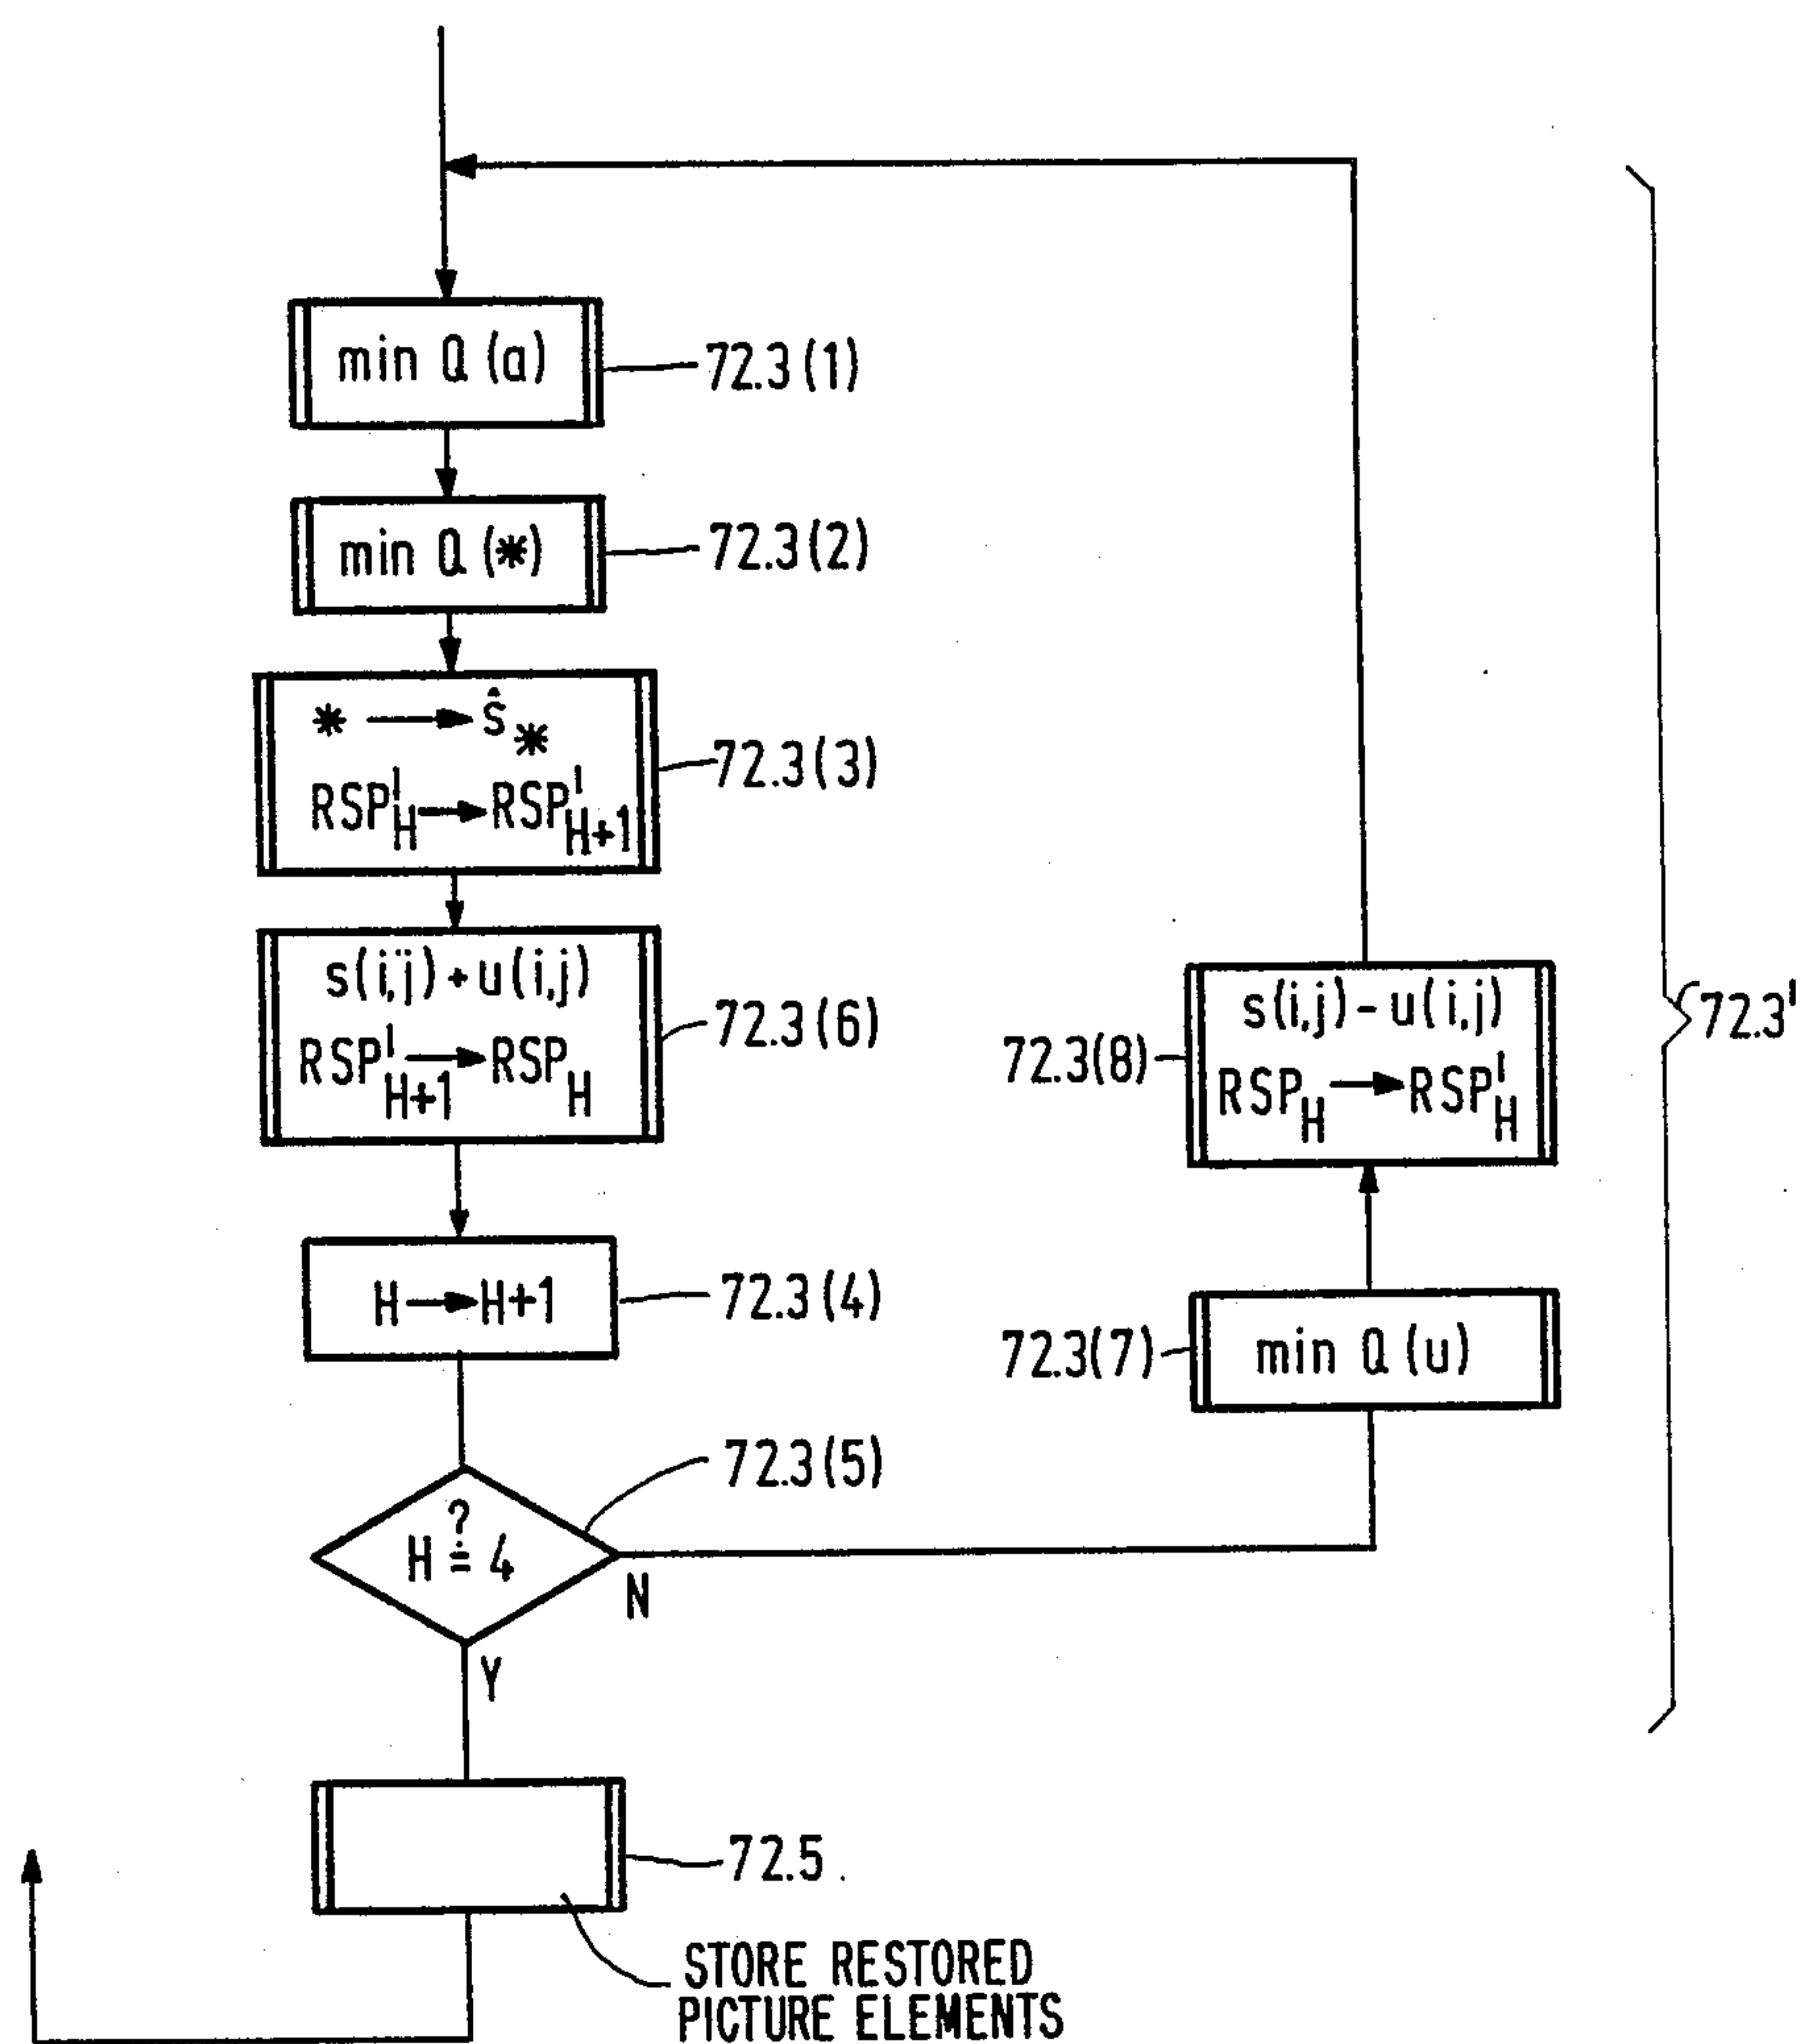 min Q (a)
72.3(1)
min Q (*)
72.3(2)
* → ŝ*
RSP'H → RSP'H+1
72.3(3)
s(i,j) + u(i,j)
RSP'H+1 → RSPH
72.3(6)
s(i,j) - u(i,j)
RSPH → RSP'H
72.3(8)
72.3'
H → H+1
72.3(4)
min Q (u)
72.3(7)
72.3(5)
?
H ≐ 4
N
Y
72.5
STORE RESTORED
PICTURE ELEMENTS